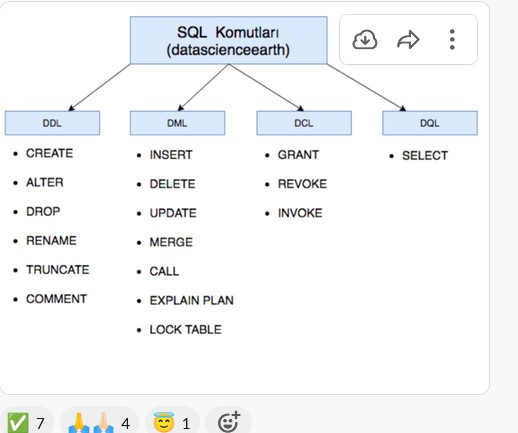 SQL Komutları
(datascienceearth)
DDL
CREATE
ALTER
DROP
RENAME
TRUNCATE
COMMENT
DML
INSERT
DELETE
UPDATE
MERGE
CALL
EXPLAIN PLAN
LOCK TABLE
DCL
GRANT
REVOKE
INVOKE
DQL
SELECT
7
4
1